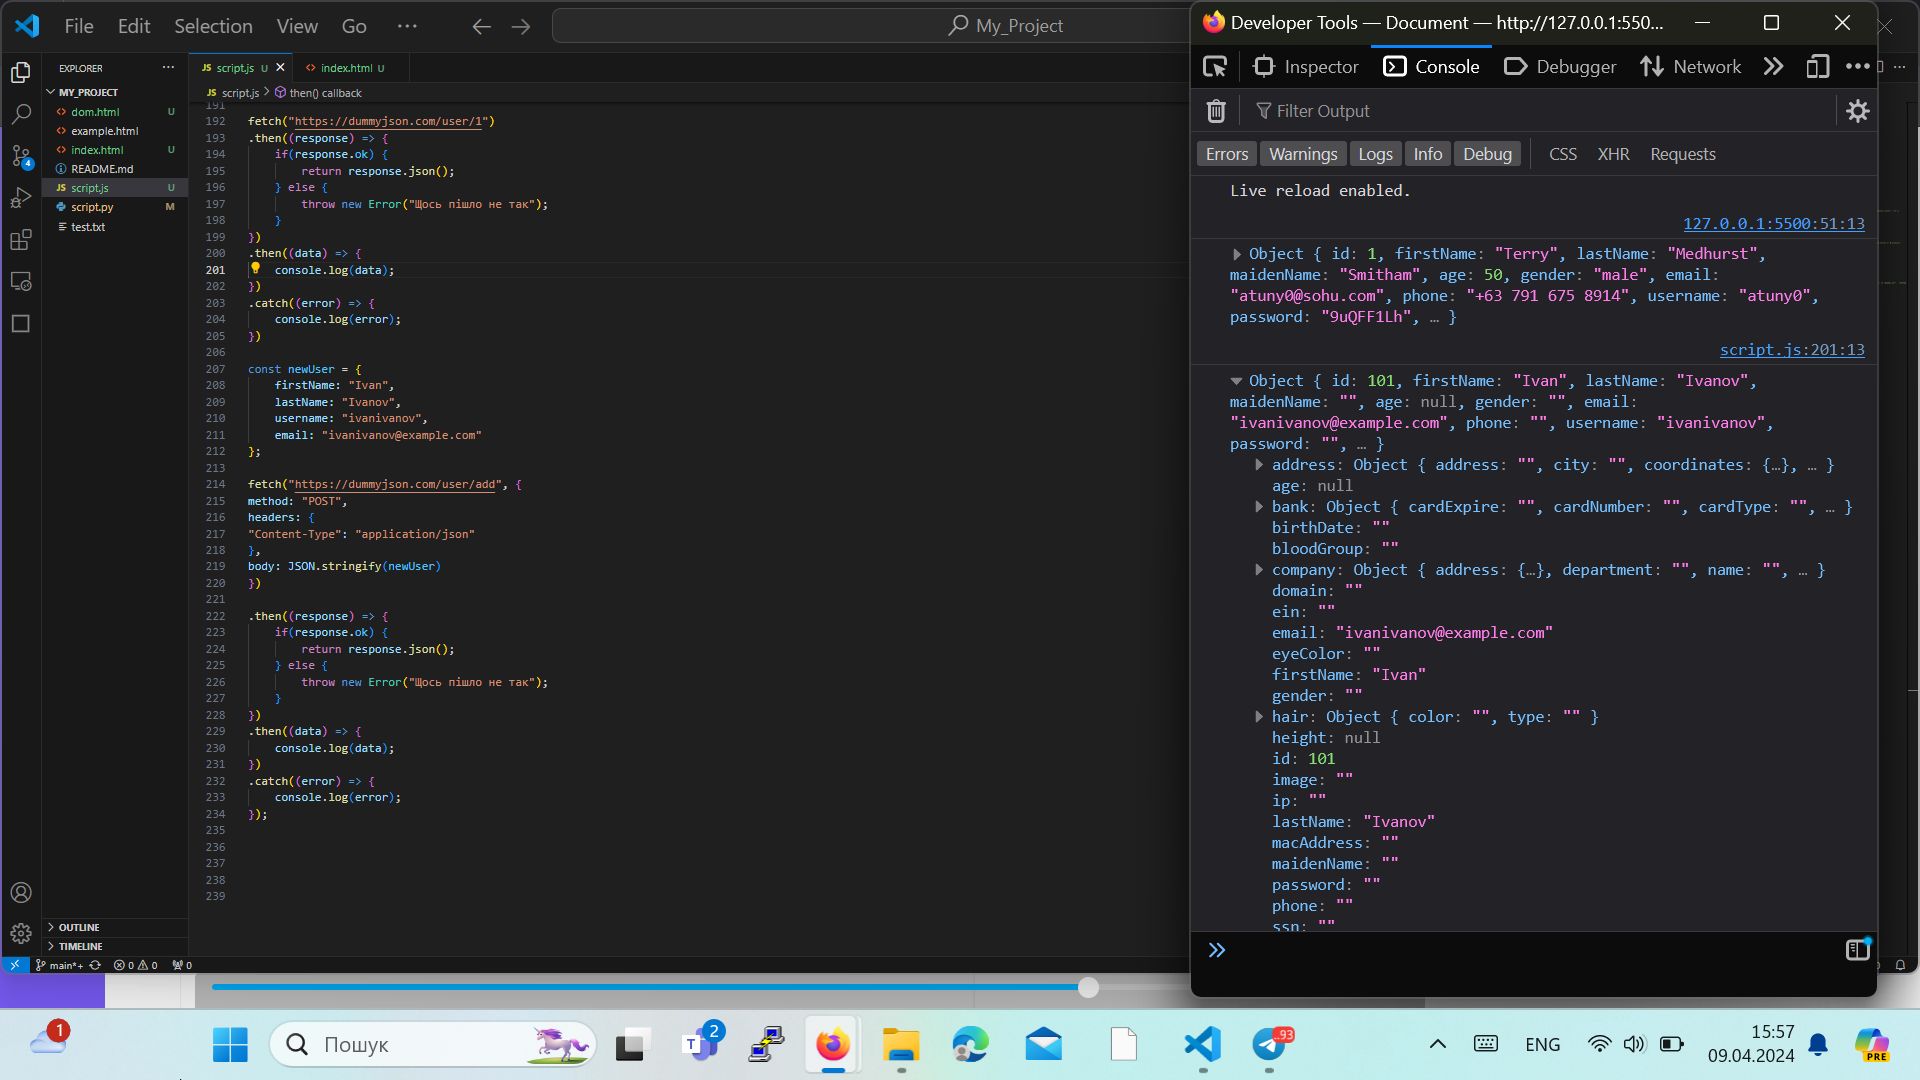 File Edit Selection View Go ··· ← → My_Project
EXPLORER ···
MY_PROJECT
dom.html U
example.html
index.html U
README.md
script.js U
script.py M
test.txt
OUTLINE
TIMELINE
JS script.js U × <> index.html U
JS script.js > then() callback
191
192 fetch("https://dummyjson.com/user/1")
193 .then((response) => {
194 if(response.ok) {
195 return response.json();
196 } else {
197 throw new Error("Щось пішло не так");
198 }
199 })
200 .then((data) => {
201 console.log(data);
202 })
203 .catch((error) => {
204 console.log(error);
205 })
206
207 const newUser = {
208 firstName: "Ivan",
209 lastName: "Ivanov",
210 username: "ivanivanov",
211 email: "ivanivanov@example.com"
212 };
213
214 fetch("https://dummyjson.com/user/add", {
215 method: "POST",
216 headers: {
217 "Content-Type": "application/json"
218 },
219 body: JSON.stringify(newUser)
220 })
221
222 .then((response) => {
223 if(response.ok) {
224 return response.json();
225 } else {
226 throw new Error("Щось пішло не так");
227 }
228 })
229 .then((data) => {
230 console.log(data);
231 })
232 .catch((error) => {
233 console.log(error);
234 });
235
236
237
238
239
main*+ 0 0 0
Developer Tools — Document — http://127.0.0.1:550...
Inspector Console Debugger Network
Filter Output
Errors Warnings Logs Info Debug CSS XHR Requests
Live reload enabled.
127.0.0.1:5500:51:13
Object { id: 1, firstName: "Terry", lastName: "Medhurst",
maidenName: "Smitham", age: 50, gender: "male", email:
"atuny0@sohu.com", phone: "+63 791 675 8914", username: "atuny0",
password: "9uQFF1Lh", … }
script.js:201:13
Object { id: 101, firstName: "Ivan", lastName: "Ivanov",
maidenName: "", age: null, gender: "", email:
"ivanivanov@example.com", phone: "", username: "ivanivanov",
password: "", … }
address: Object { address: "", city: "", coordinates: {…}, … }
age: null
bank: Object { cardExpire: "", cardNumber: "", cardType: "", … }
birthDate: ""
bloodGroup: ""
company: Object { address: {…}, department: "", name: "", … }
domain: ""
ein: ""
email: "ivanivanov@example.com"
eyeColor: ""
firstName: "Ivan"
gender: ""
hair: Object { color: "", type: "" }
height: null
id: 101
image: ""
ip: ""
lastName: "Ivanov"
macAddress: ""
maidenName: ""
password: ""
phone: ""
ssn: ""
4
1
Пошук
2
93
ENG
15:57
09.04.2024
PRE